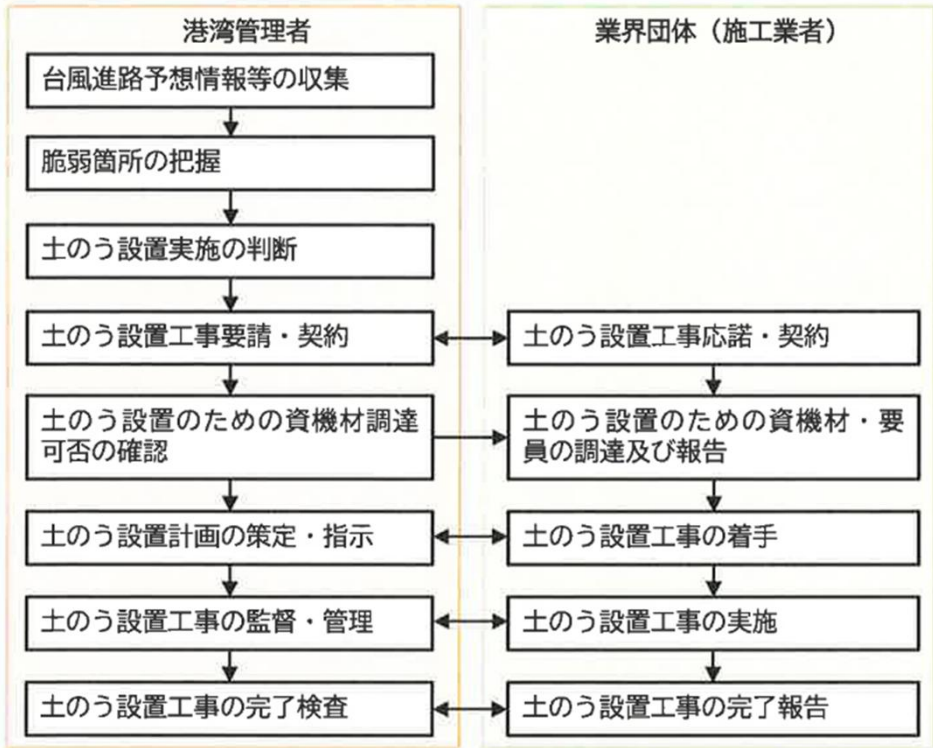 港湾管理者
台風進路予想情報等の収集
脆弱箇所の把握
土のう設置実施の判断
土のう設置工事要請・契約
土のう設置のための資機材調達
可否の確認
土のう設置計画の策定・指示
土のう設置工事の監督・管理
土のう設置工事の完了検査
業界団体（施工業者）
土のう設置工事応諾・契約
土のう設置のための資機材・要
員の調達及び報告
土のう設置工事の着手
土のう設置工事の実施
土のう設置工事の完了報告